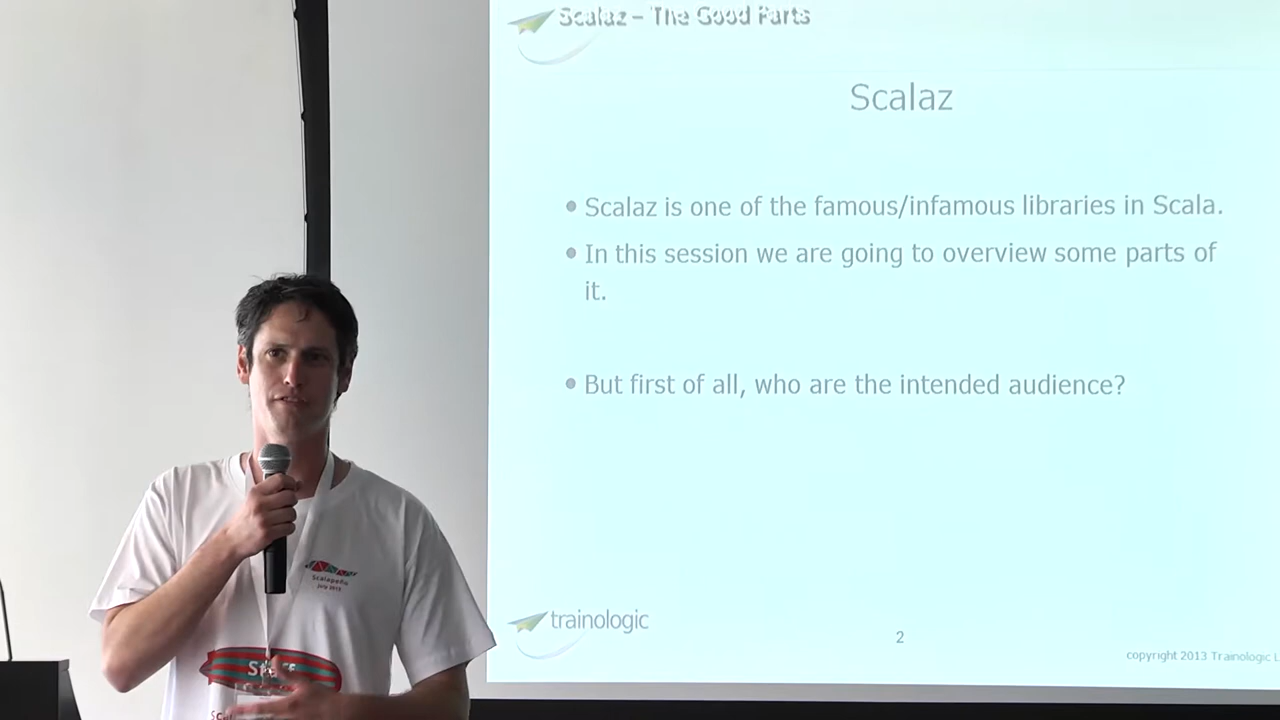 Scalaz – The Good Parts
Scalaz
• Scalaz is one of the famous/infamous libraries in Scala.
• In this session we are going to overview some parts of
it.
• But first of all, who are the intended audience?
trainologic
2
copyright 2013 Trainologic L
Scalapeño
July 2013